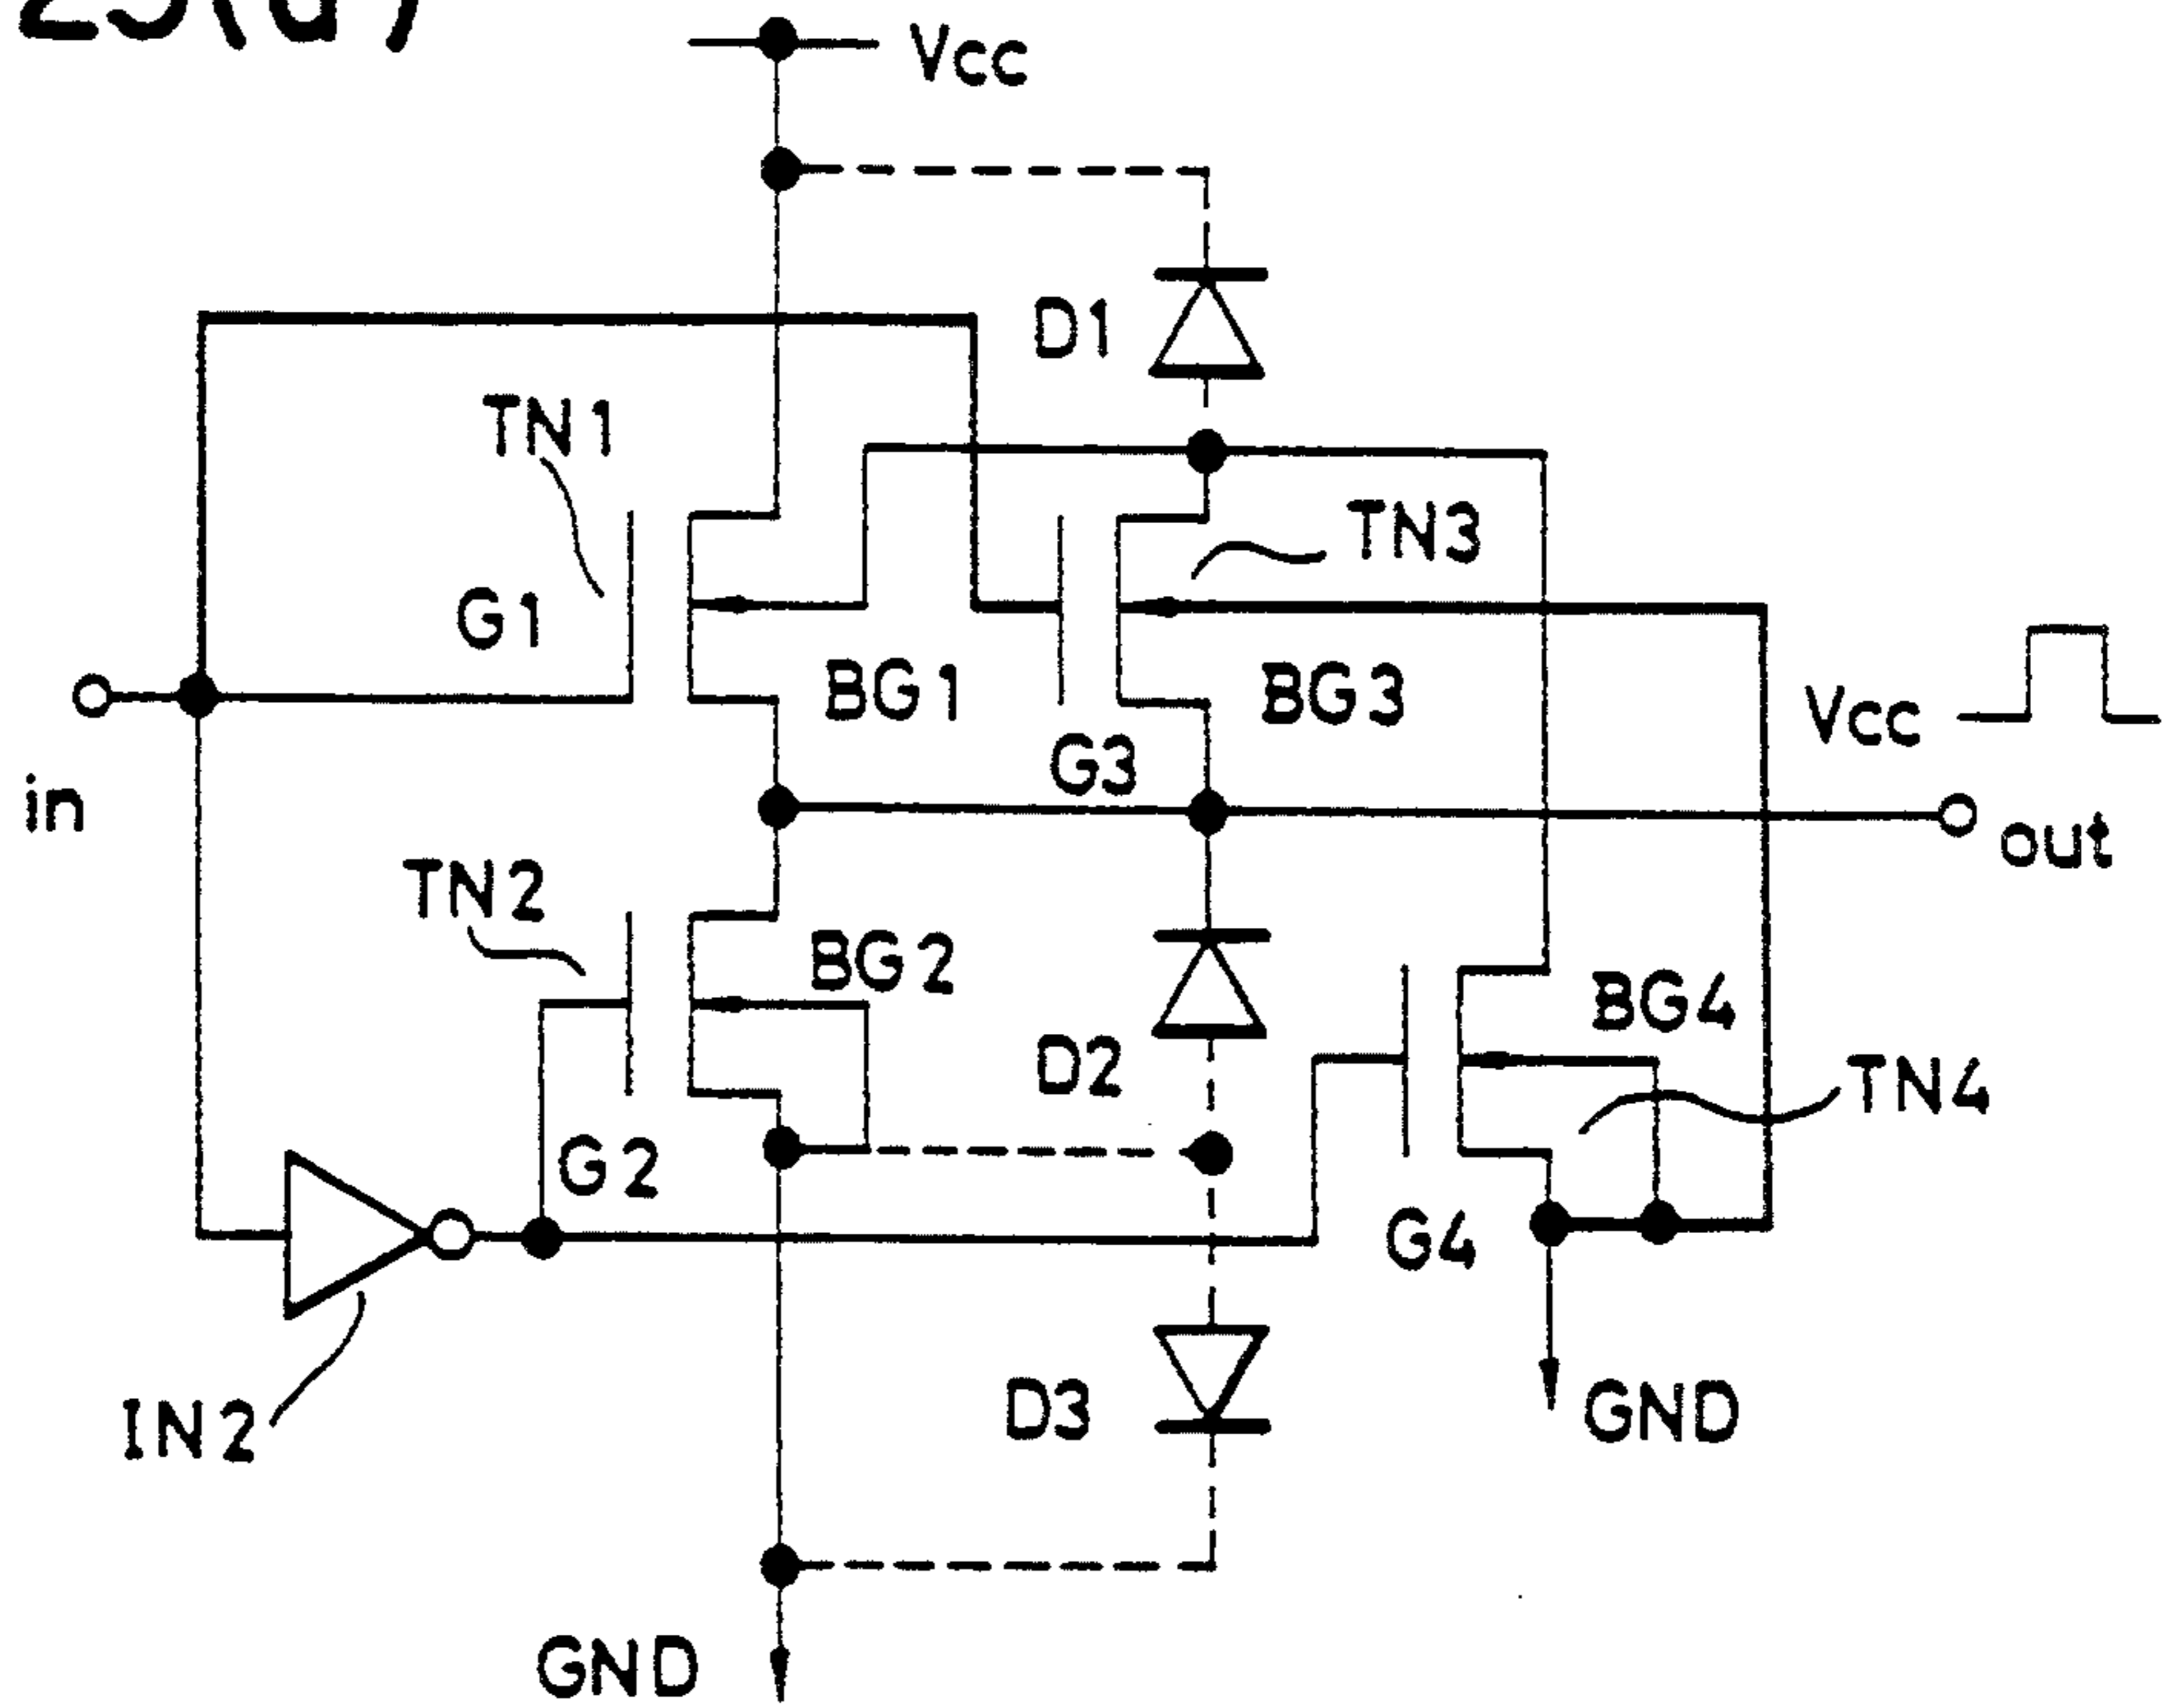 Vcc
D1
TN1
TN3
G1
BG1
BG3
Vcc
G3
in
out
TN2
BG2
BG4
D2
TN4
G2
G4
D3
GND
IN2
GND